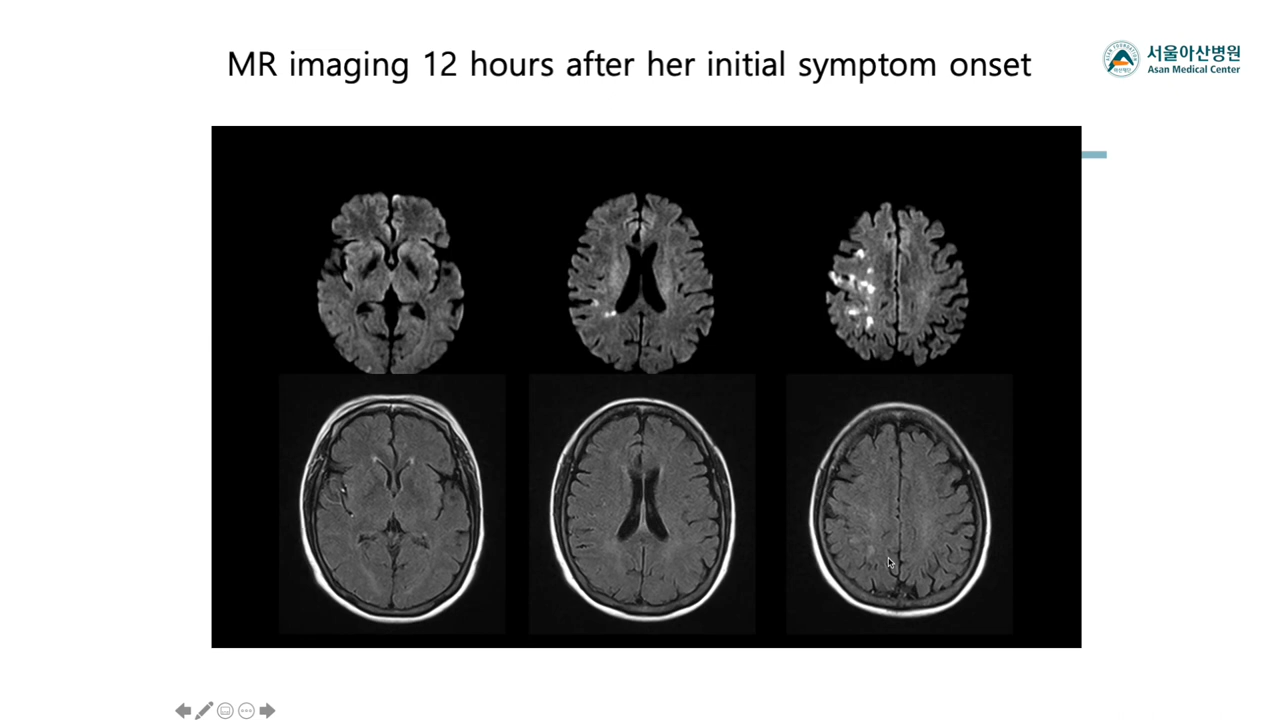 MR imaging 12 hours after her initial symptom onset
서울아산병원
Asan Medical Center